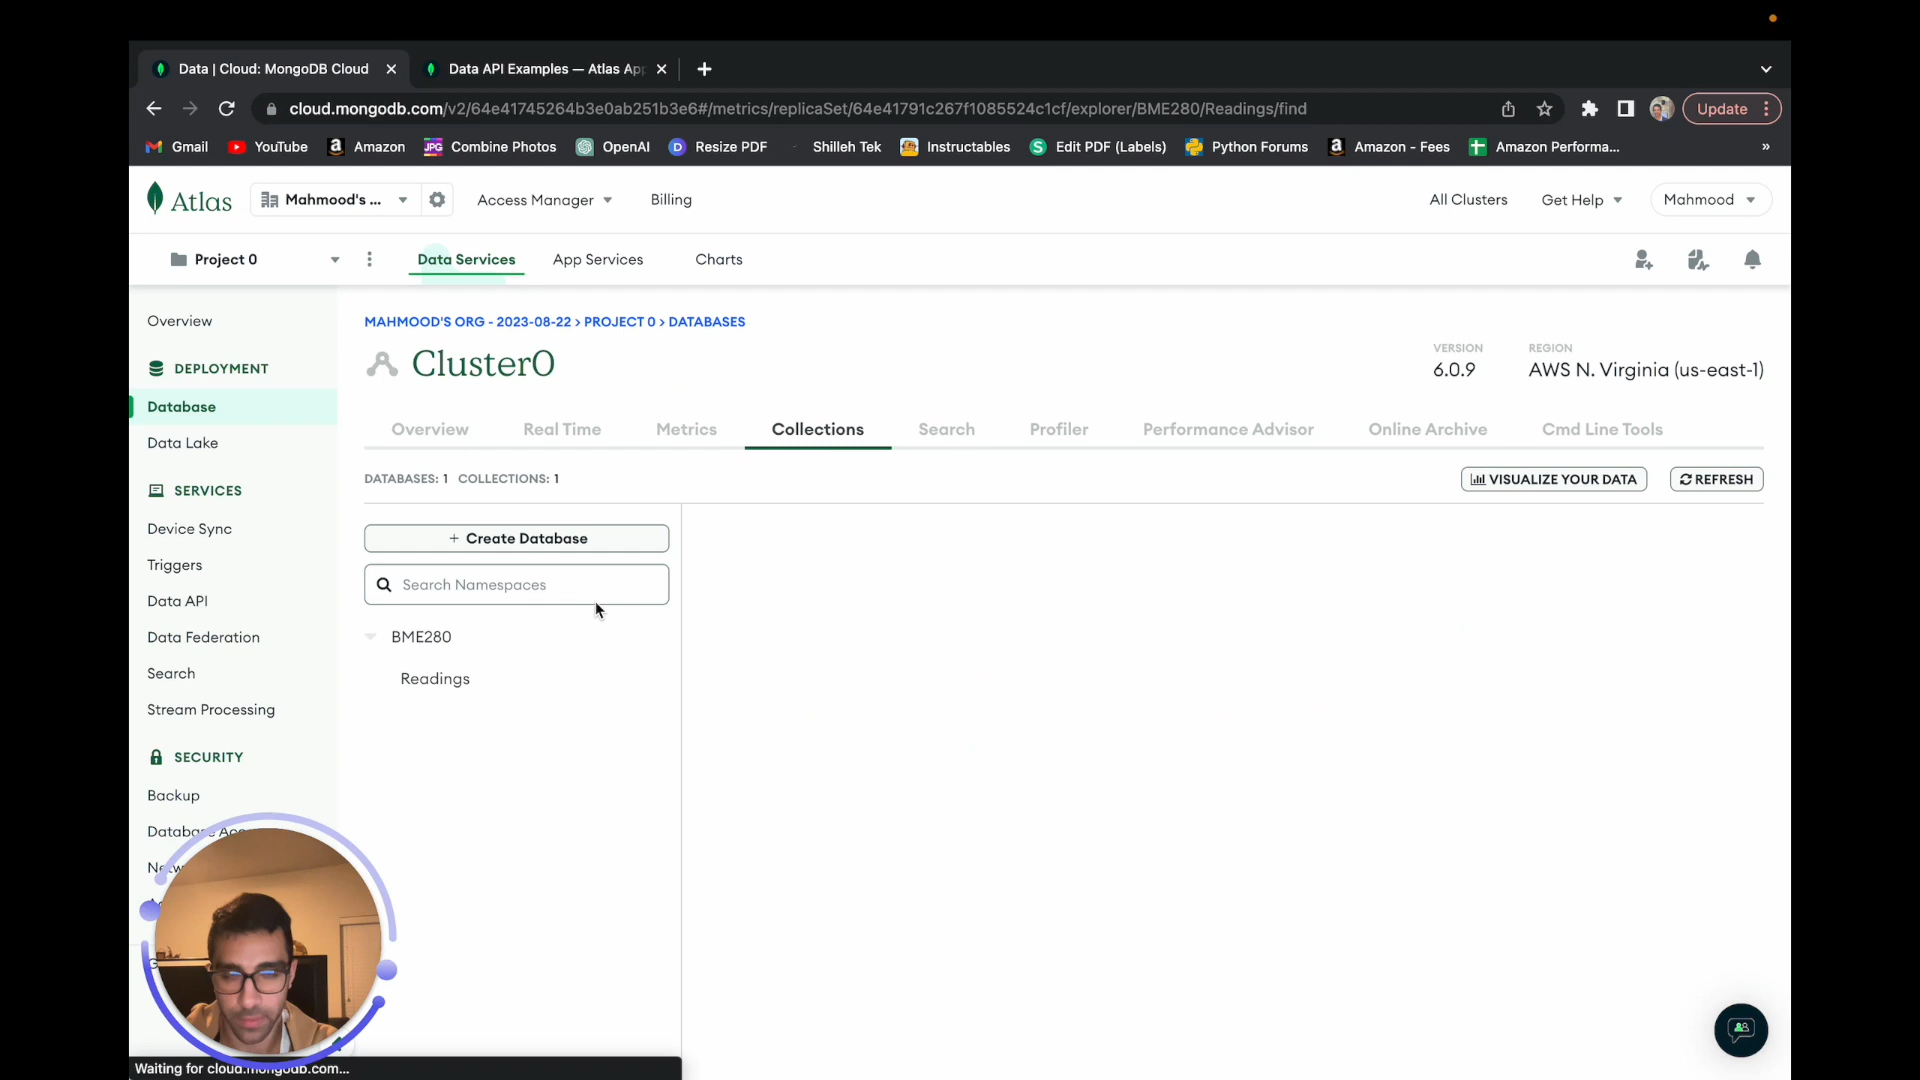 Data | Cloud: MongoDB Cloud
Data API Examples — Atlas Ap
cloud.mongodb.com/v2/64e41745264b3e0ab251b3e6#/metrics/replicaSet/64e41791c267f1085524c1cf/explorer/BME280/Readings/find
Update
Gmail YouTube Amazon Combine Photos OpenAI Resize PDF Shilleh Tek Instructables Edit PDF (Labels) Python Forums Amazon - Fees Amazon Performa...
Atlas Mahmood's ... Access Manager Billing All Clusters Get Help Mahmood
Project 0 Data Services App Services Charts
Overview
DEPLOYMENT
Database
Data Lake
SERVICES
Device Sync
Triggers
Data API
Data Federation
Search
Stream Processing
SECURITY
Backup
Database
MAHMOOD'S ORG - 2023-08-22 > PROJECT 0 > DATABASES
Cluster0
VERSION
6.0.9
REGION
AWS N. Virginia (us-east-1)
Overview Real Time Metrics Collections Search Profiler Performance Advisor Online Archive Cmd Line Tools
DATABASES: 1 COLLECTIONS: 1
VISUALIZE YOUR DATA
REFRESH
+ Create Database
Search Namespaces
BME280
Readings
Waiting for cloud.mongodb.com...